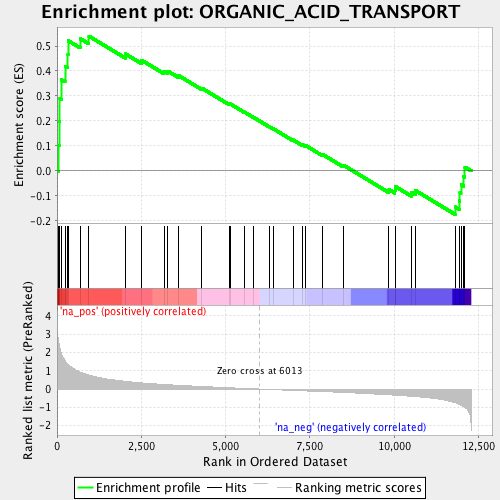 Enrichment plot: ORGANIC_ACID_TRANSPORT
Enrichment score (ES)
0.5
0.4
0.3
0.2
0.1
0.0
-0.1
-0.2
'na_pos' (positively correlated)
Ranked list metric (PreRanked)
4
3
2
1
0
-1
-2
Zero cross at 6013
'na_neg' (negatively correlated)
0
2,500
5,000
7,500
10,000
12,500
Rank in Ordered Dataset
Enrichment profile
Hits
Ranking metric scores